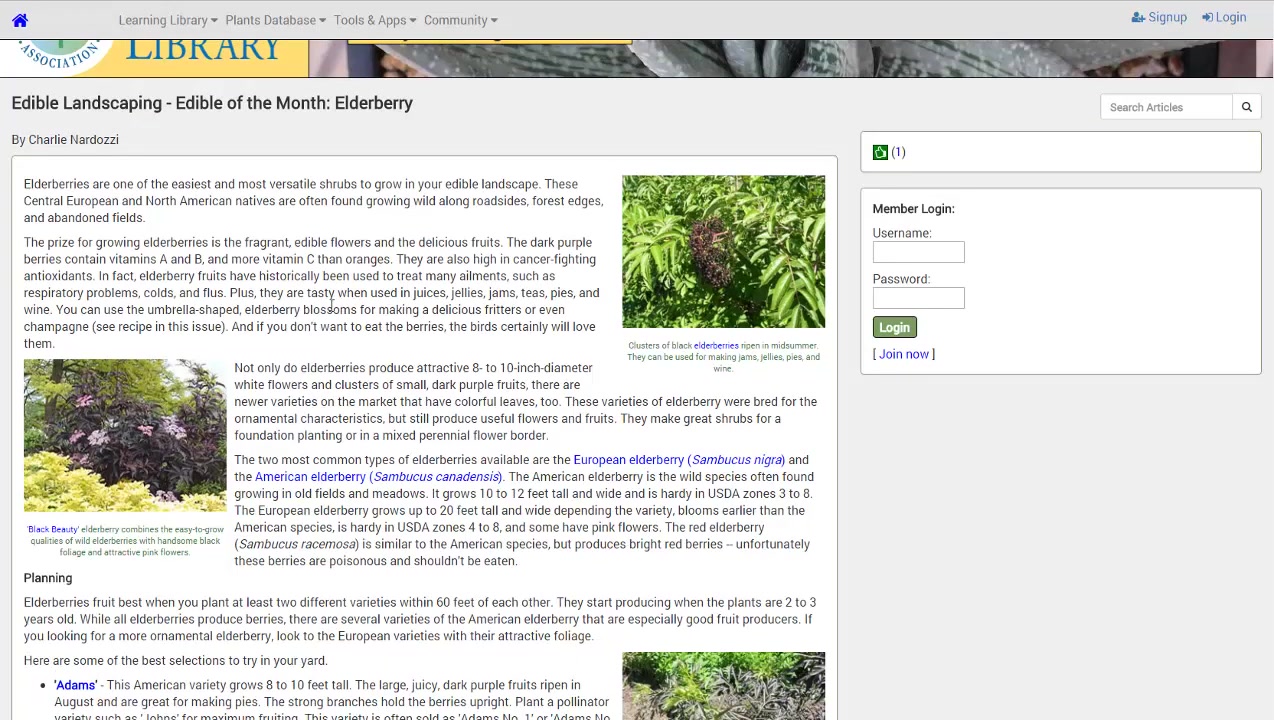 Learning Library
Plants Database
Tools & Apps
Community
Signup
Login
ASSOCIATION
LIBRARY
Edible Landscaping - Edible of the Month: Elderberry
Search Articles
By Charlie Nardozzi
(1)
Elderberries are one of the easiest and most versatile shrubs to grow in your edible landscape. These
Central European and North American natives are often found growing wild along roadsides, forest edges,
and abandoned fields.
The prize for growing elderberries is the fragrant, edible flowers and the delicious fruits. The dark purple
berries contain vitamins A and B, and more vitamin C than oranges. They are also high in cancer-fighting
antioxidants. In fact, elderberry fruits have historically been used to treat many ailments, such as
respiratory problems, colds, and flus. Plus, they are tasty when used in juices, jellies, jams, teas, pies, and
wine. You can use the umbrella-shaped, elderberry blossoms for making a delicious fritters or even
champagne (see recipe in this issue). And if you don't want to eat the berries, the birds certainly will love
them.
Clusters of black elderberries ripen in midsummer.
They can be used for making jams, jellies, pies, and
wine.
Not only do elderberries produce attractive 8- to 10-inch-diameter
white flowers and clusters of small, dark purple fruits, there are
newer varieties on the market that have colorful leaves, too. These varieties of elderberry were bred for the
ornamental characteristics, but still produce useful flowers and fruits. They make great shrubs for a
foundation planting or in a mixed perennial flower border.
The two most common types of elderberries available are the European elderberry (Sambucus nigra) and
the American elderberry (Sambucus canadensis). The American elderberry is the wild species often found
growing in old fields and meadows. It grows 10 to 12 feet tall and wide and is hardy in USDA zones 3 to 8.
The European elderberry grows up to 20 feet tall and wide depending the variety, blooms earlier than the
American species, is hardy in USDA zones 4 to 8, and some have pink flowers. The red elderberry
(Sambucus racemosa) is similar to the American species, but produces bright red berries -- unfortunately
these berries are poisonous and shouldn't be eaten.
'Black Beauty' elderberry combines the easy-to-grow
qualities of wild elderberries with handsome black
foliage and attractive pink flowers.
Planning
Elderberries fruit best when you plant at least two different varieties within 60 feet of each other. They start producing when the plants are 2 to 3
years old. While all elderberries produce berries, there are several varieties of the American elderberry that are especially good fruit producers. If
you looking for a more ornamental elderberry, look to the European varieties with their attractive foliage.
Here are some of the best selections to try in your yard.
'Adams' - This American variety grows 8 to 10 feet tall. The large, juicy, dark purple fruits ripen in
August and are great for making pies. The strong branches hold the berries upright. Plant a pollinator
variety such as 'Johns' for maximum fruiting. This variety is often sold as 'Adams No. 1' or 'Adams No.
Member Login:
Username:
Password:
Login
[ Join now ]